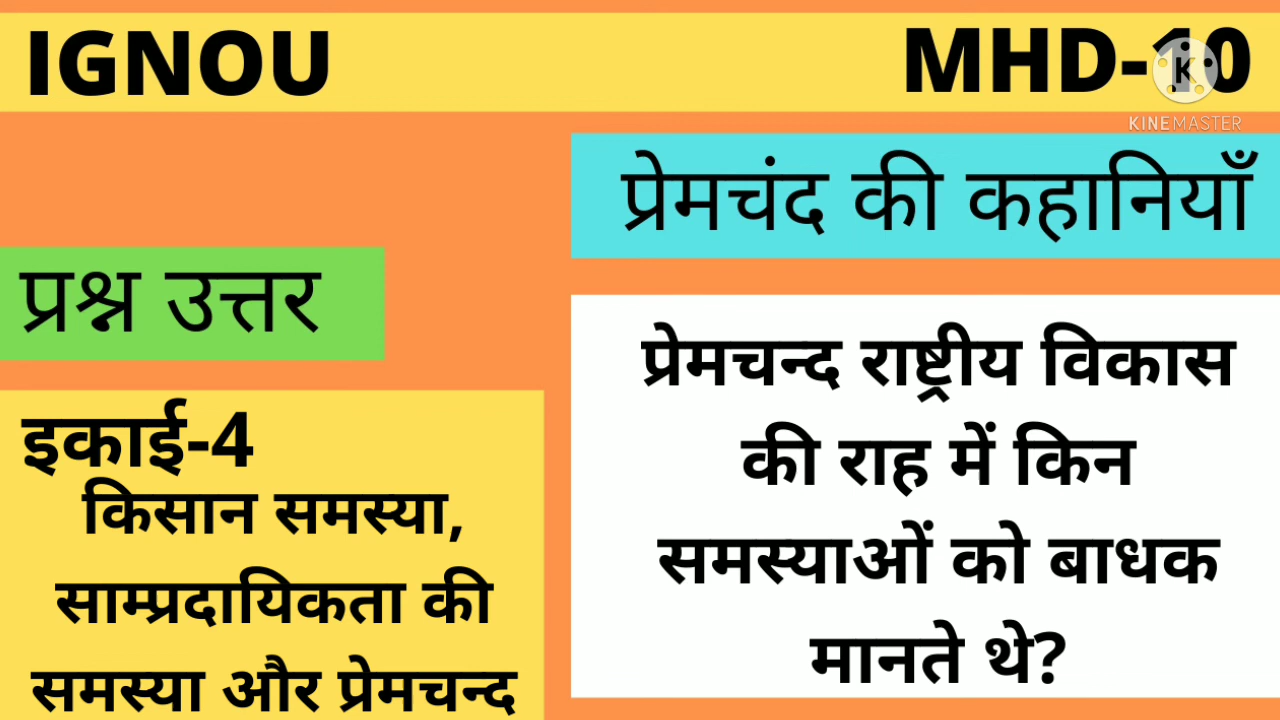 IGNOU
MHD-10
K
KINEMASTER
प्रेमचंद की कहानियाँ
प्रश्न उत्तर
इकाई-4
किसान समस्या,
साम्प्रदायिकता की
समस्या और प्रेमचन्द
प्रेमचन्द राष्ट्रीय विकास
की राह में किन
समस्याओं को बाधक
मानते थे?